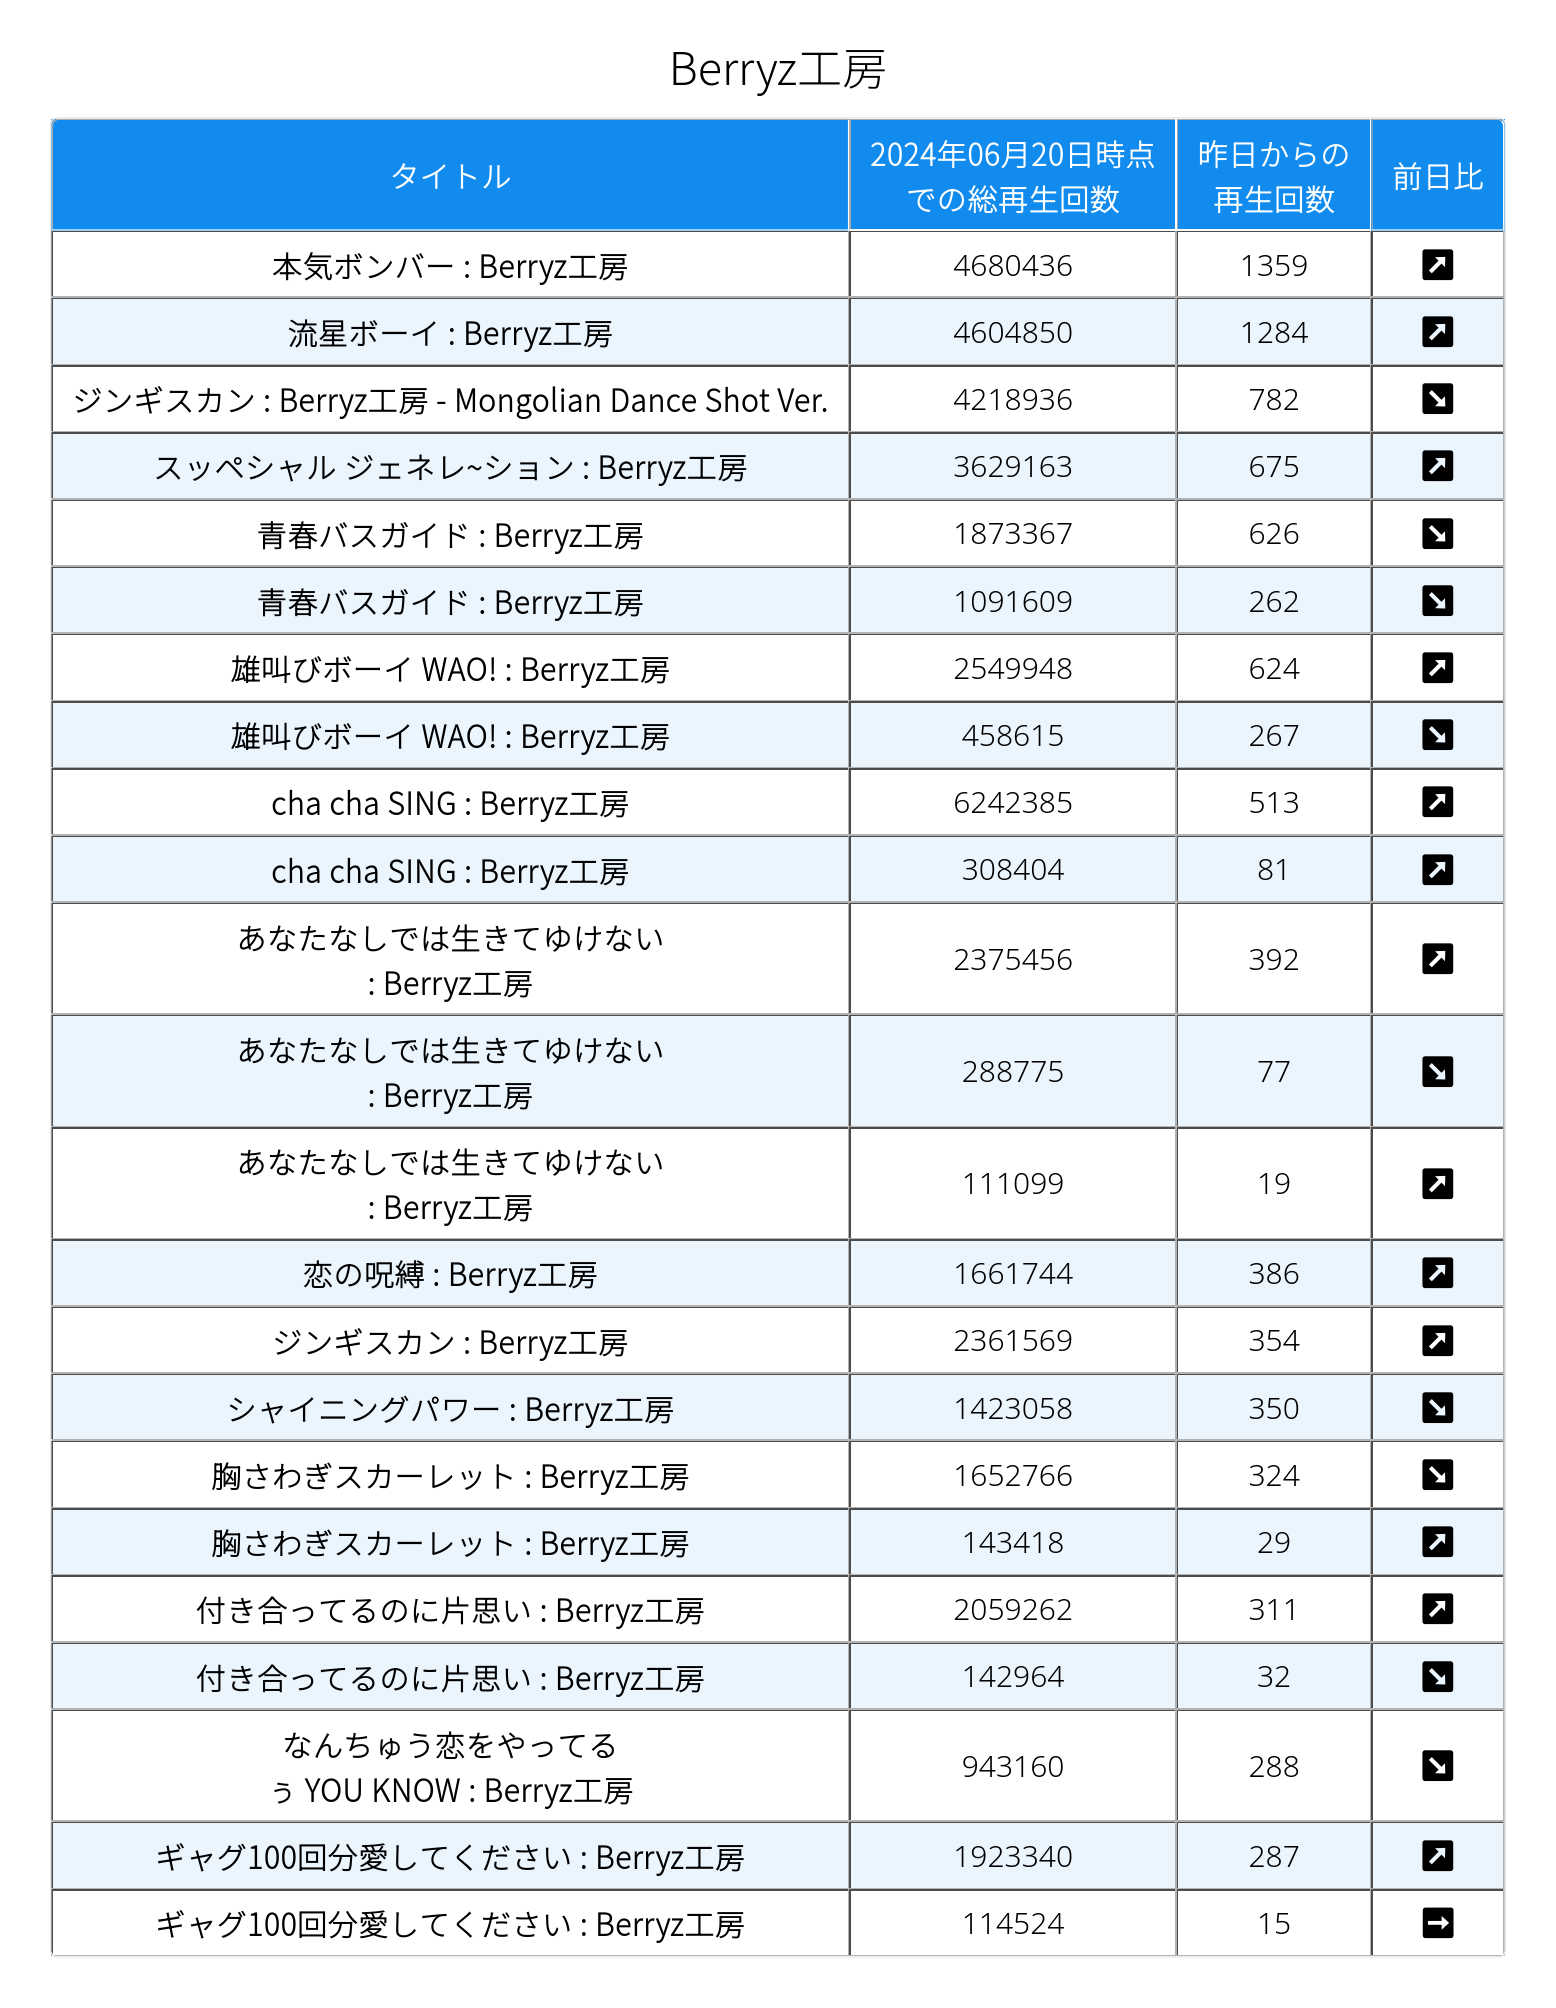 Berryz工房
タイトル
2024年06月20日時点
での総再生回数
昨日からの
再生回数
前日比
本気ボンバー : Berryz工房 4680436 1359
流星ボーイ : Berryz工房 4604850 1284
ジンギスカン : Berryz工房 - Mongolian Dance Shot Ver. 4218936 782
スッペシャル ジェネレ~ション : Berryz工房 3629163 675
青春バスガイド : Berryz工房 1873367 626
青春バスガイド : Berryz工房 1091609 262
雄叫びボーイ WAO! : Berryz工房 2549948 624
雄叫びボーイ WAO! : Berryz工房 458615 267
cha cha SING : Berryz工房 6242385 513
cha cha SING : Berryz工房 308404 81
あなたなしでは生きてゆけない
: Berryz工房 2375456 392
あなたなしでは生きてゆけない
: Berryz工房 288775 77
あなたなしでは生きてゆけない
: Berryz工房 111099 19
恋の呪縛 : Berryz工房 1661744 386
ジンギスカン : Berryz工房 2361569 354
シャイニングパワー : Berryz工房 1423058 350
胸さわぎスカーレット : Berryz工房 1652766 324
胸さわぎスカーレット : Berryz工房 143418 29
付き合ってるのに片思い : Berryz工房 2059262 311
付き合ってるのに片思い : Berryz工房 142964 32
なんちゅう恋をやってる
ぅ YOU KNOW : Berryz工房 943160 288
ギャグ100回分愛してください : Berryz工房 1923340 287
ギャグ100回分愛してください : Berryz工房 114524 15